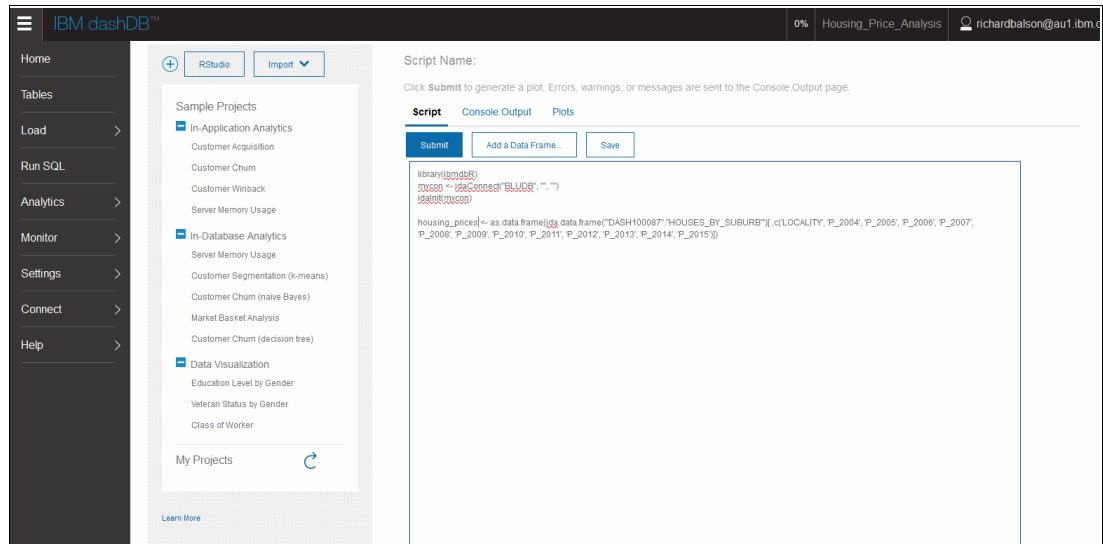 IBM dashDB™
0% Housing_Price_Analysis richardbalson@au1.ibm.c
Home
Tables
Load
Run SQL
Analytics
Monitor
Settings
Connect
Help
RStudio Import
Sample Projects
In-Application Analytics
Customer Acquisition
Customer Churn
Customer Winback
Server Memory Usage
In-Database Analytics
Server Memory Usage
Customer Segmentation (k-means)
Customer Churn (naive Bayes)
Market Basket Analysis
Customer Churn (decision tree)
Data Visualization
Education Level by Gender
Veteran Status by Gender
Class of Worker
My Projects
Learn More
Script Name:
Click Submit to generate a plot. Errors, warnings, or messages are sent to the Console Output page.
Script Console Output Plots
Submit Add a Data Frame... Save
library(ibmdbR)
mycon <- idaConnect("BLUDB", "", "")
idaInit(mycon)
housing_prices <- as.data.frame(ida.data.frame('"DASH100087"."HOUSES_BY_SUBURB"')[ ,c('LOCALITY', 'P_2004', 'P_2005', 'P_2006', 'P_2007',
'P_2008', 'P_2009', 'P_2010', 'P_2011', 'P_2012', 'P_2013', 'P_2014', 'P_2015')])